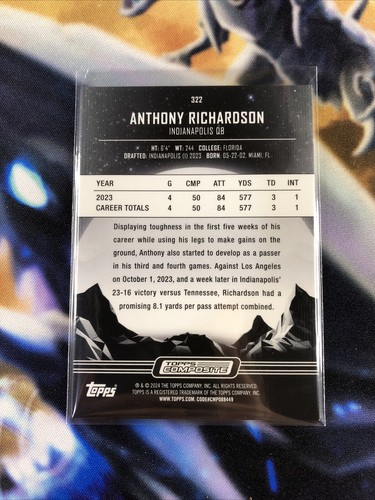 322
ANTHONY RICHARDSON
INDIANAPOLIS QB
HT: 6'4" WT: 244 COLLEGE: FLORIDA
DRAFTED: INDIANAPOLIS (1) 2023 BORN: 05-22-02, MIAMI, FL
YEAR G CMP ATT YDS TD INT
2023 4 50 84 577 3 1
CAREER TOTALS 4 50 84 577 3 1
Displaying toughness in the first five weeks of his
career while using his legs to make gains on the
ground, Anthony also started to develop as a passer
in his third and fourth games. Against Los Angeles
on October 1, 2023, and a week later in Indianapolis'
23-16 victory versus Tennessee, Richardson had a
promising 8.1 yards per pass attempt combined.
TOPPS
COMPOSITE
topps
® & © 2024 THE TOPPS COMPANY, INC. ALL RIGHTS RESERVED.
TOPPS IS A REGISTERED TRADEMARK OF THE TOPPS COMPANY, INC.
WWW.TOPPS.COM. CODE#CMP088449